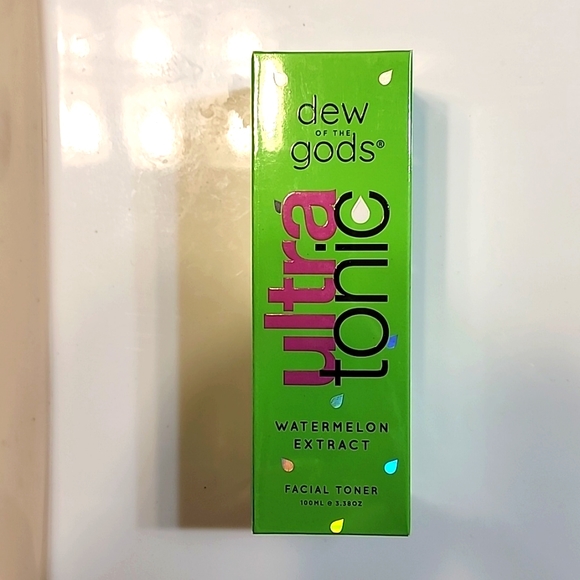 dew
OF THE
gods®
ultra
tonic
WATERMELON
EXTRACT
FACIAL TONER
100ML ℮ 3.38OZ